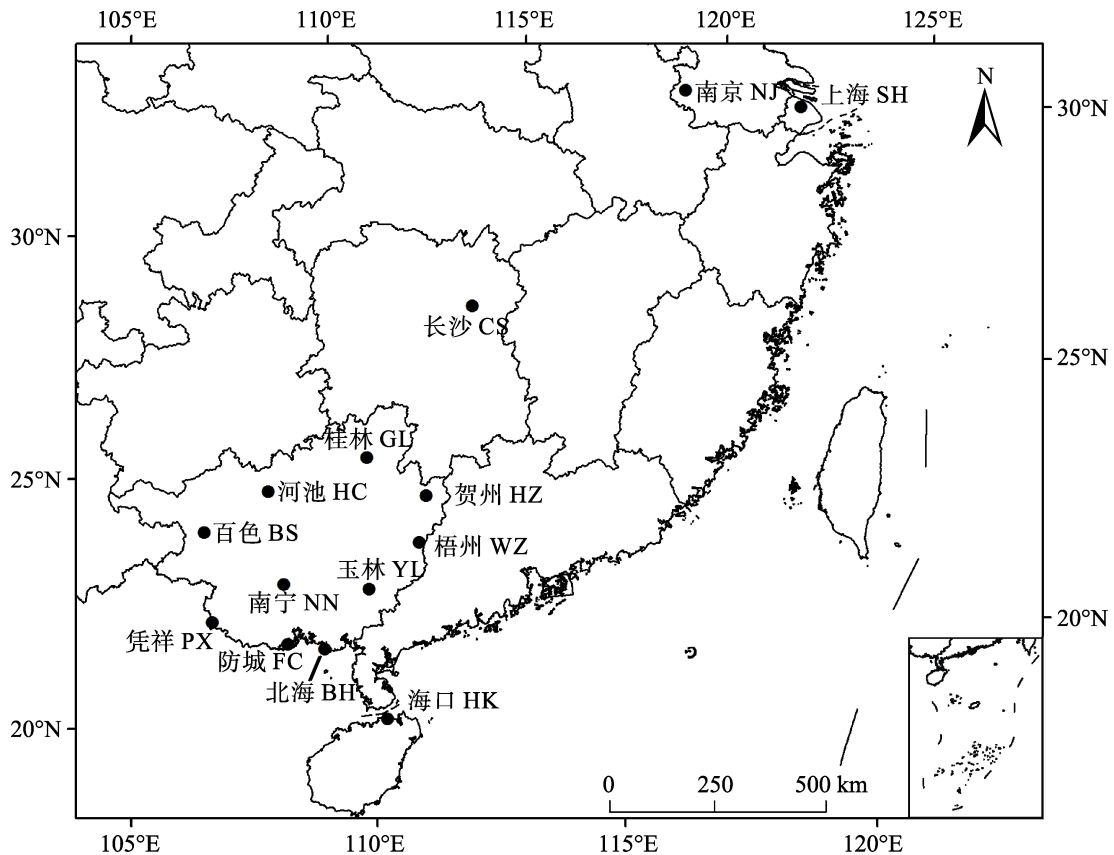 105°E 110°E 115°E 120°E 125°E
N
南京 NJ
上海 SH
30°N
30°N
长沙 CS
25°N
桂林 GL
25°N
河池 HC
贺州 HZ
百色 BS
梧州 WZ
玉林 YL
南宁 NN
20°N
凭祥 PX
防城 FC
北海 BH
海口 HK
20°N
0 250 500 km
105°E 110°E 115°E 120°E